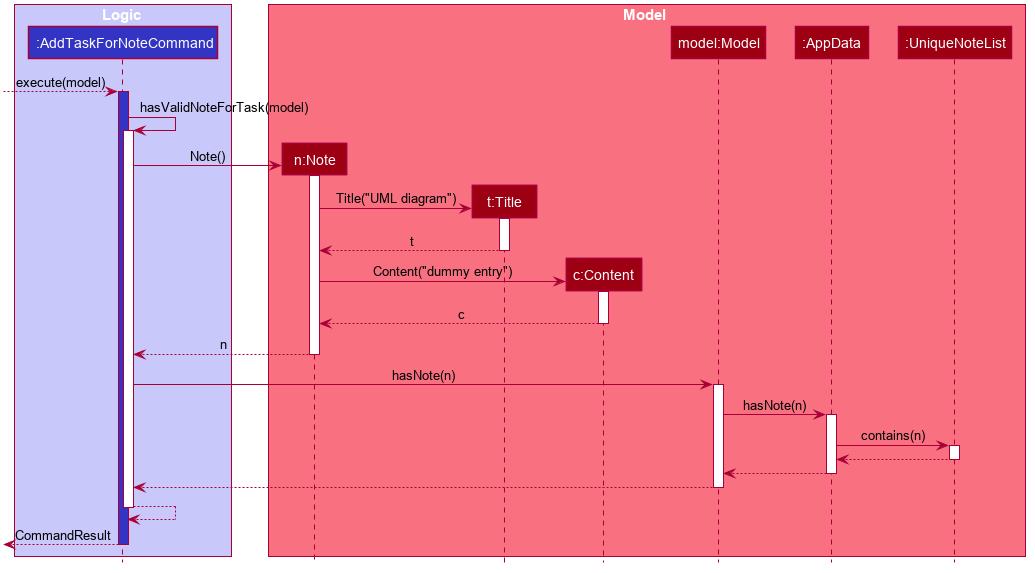 Logic
Model
:AddTaskForNoteCommand
model:Model
:AppData
:UniqueNoteList
execute(model)
hasValidNoteForTask(model)
Note()
n:Note
Title("UML diagram")
t:Title
t
Content("dummy entry")
c:Content
c
n
hasNote(n)
hasNote(n)
contains(n)
CommandResult